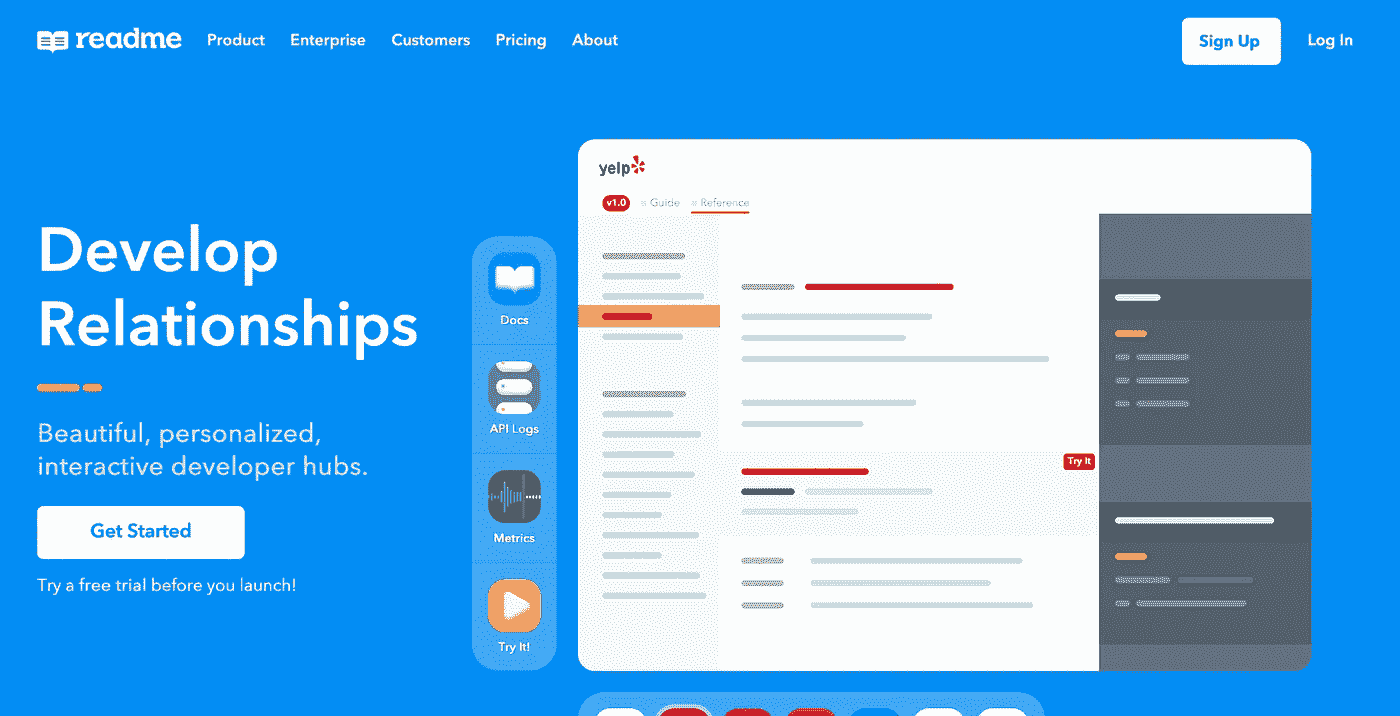 readme Product Enterprise Customers Pricing About Sign Up Log In
Develop
Relationships
Beautiful, personalized,
interactive developer hubs.
Get Started
Try a free trial before you launch!
Docs
API Logs
Metrics
Try It!
yelp
v1.0 Guide Reference
Try It